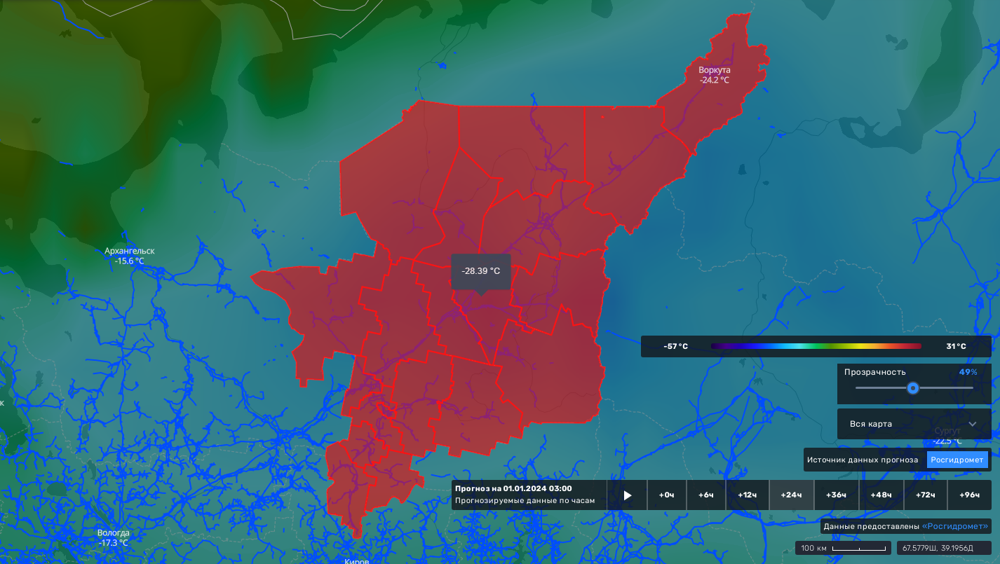 Воркута
-24.2 °C
Архангельск
-15.6 °C
-28.39 °C
-57 °C
31 °C
Прозрачность
49%
к
Вся карта
Сургут
-22.5 °C
Источник данных прогноза
Росгидромет
Прогноз на 01.01.2024 03:00
Прогнозируемые данные по часам
+0ч
+6ч
+12ч
+24ч
+36ч
+48ч
+72ч
+96ч
Данные предоставлены «Росгидромет»
Вологда
-17.3 °C
100 км
67.5779Ш, 39.1956Д
Киров